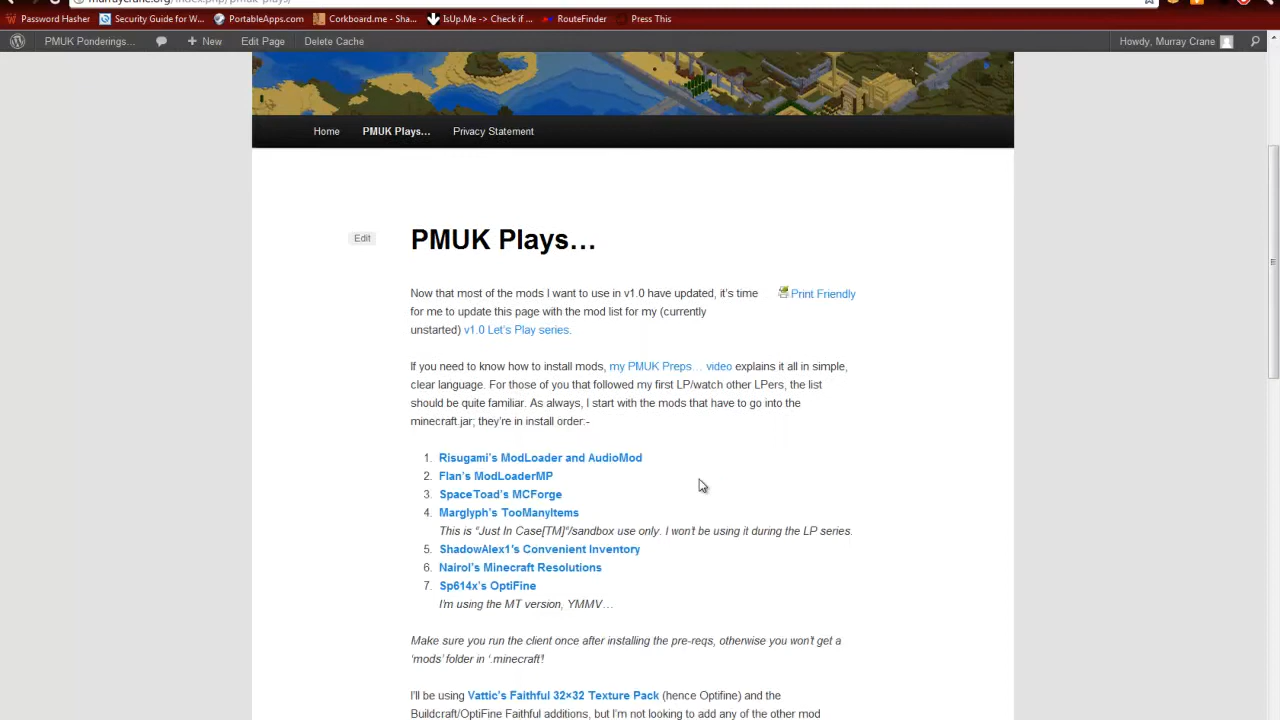 murraycrane.org/index.php/pmuk-plays/
Password Hasher Security Guide for W... PortableApps.com Corkboard.me - Sha... IsUp.Me -> Check if ... RouteFinder Press This
PMUK Ponderings... New Edit Page Delete Cache Howdy, Murray Crane
Home PMUK Plays… Privacy Statement
Edit
PMUK Plays…
Now that most of the mods I want to use in v1.0 have updated, it's time
Print Friendly
for me to update this page with the mod list for my (currently
unstarted) v1.0 Let's Play series.
If you need to know how to install mods, my PMUK Preps… video explains it all in simple,
clear language. For those of you that followed my first LP/watch other LPers, the list
should be quite familiar. As always, I start with the mods that have to go into the
minecraft.jar; they're in install order:-
1. Risugami's ModLoader and AudioMod
2. Flan's ModLoaderMP
3. SpaceToad's MCForge
4. Marglyph's TooManyItems
This is "Just In Case[TM]"/sandbox use only. I won't be using it during the LP series.
5. ShadowAlex1's Convenient Inventory
6. Nairol's Minecraft Resolutions
7. Sp614x's OptiFine
I'm using the MT version, YMMV…
Make sure you run the client once after installing the pre-reqs, otherwise you won't get a
'mods' folder in '.minecraft'!
I'll be using Vattic's Faithful 32×32 Texture Pack (hence Optifine) and the
Buildcraft/OptiFine Faithful additions, but I'm not looking to add any of the other mod